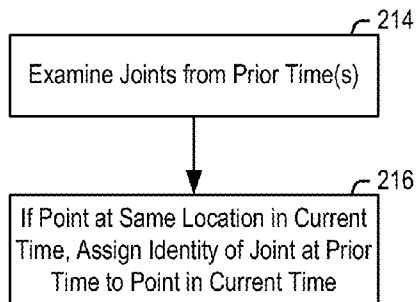 214
Examine Joints from Prior Time(s)
216
If Point at Same Location in Current
Time, Assign Identity of Joint at Prior
Time to Point in Current Time